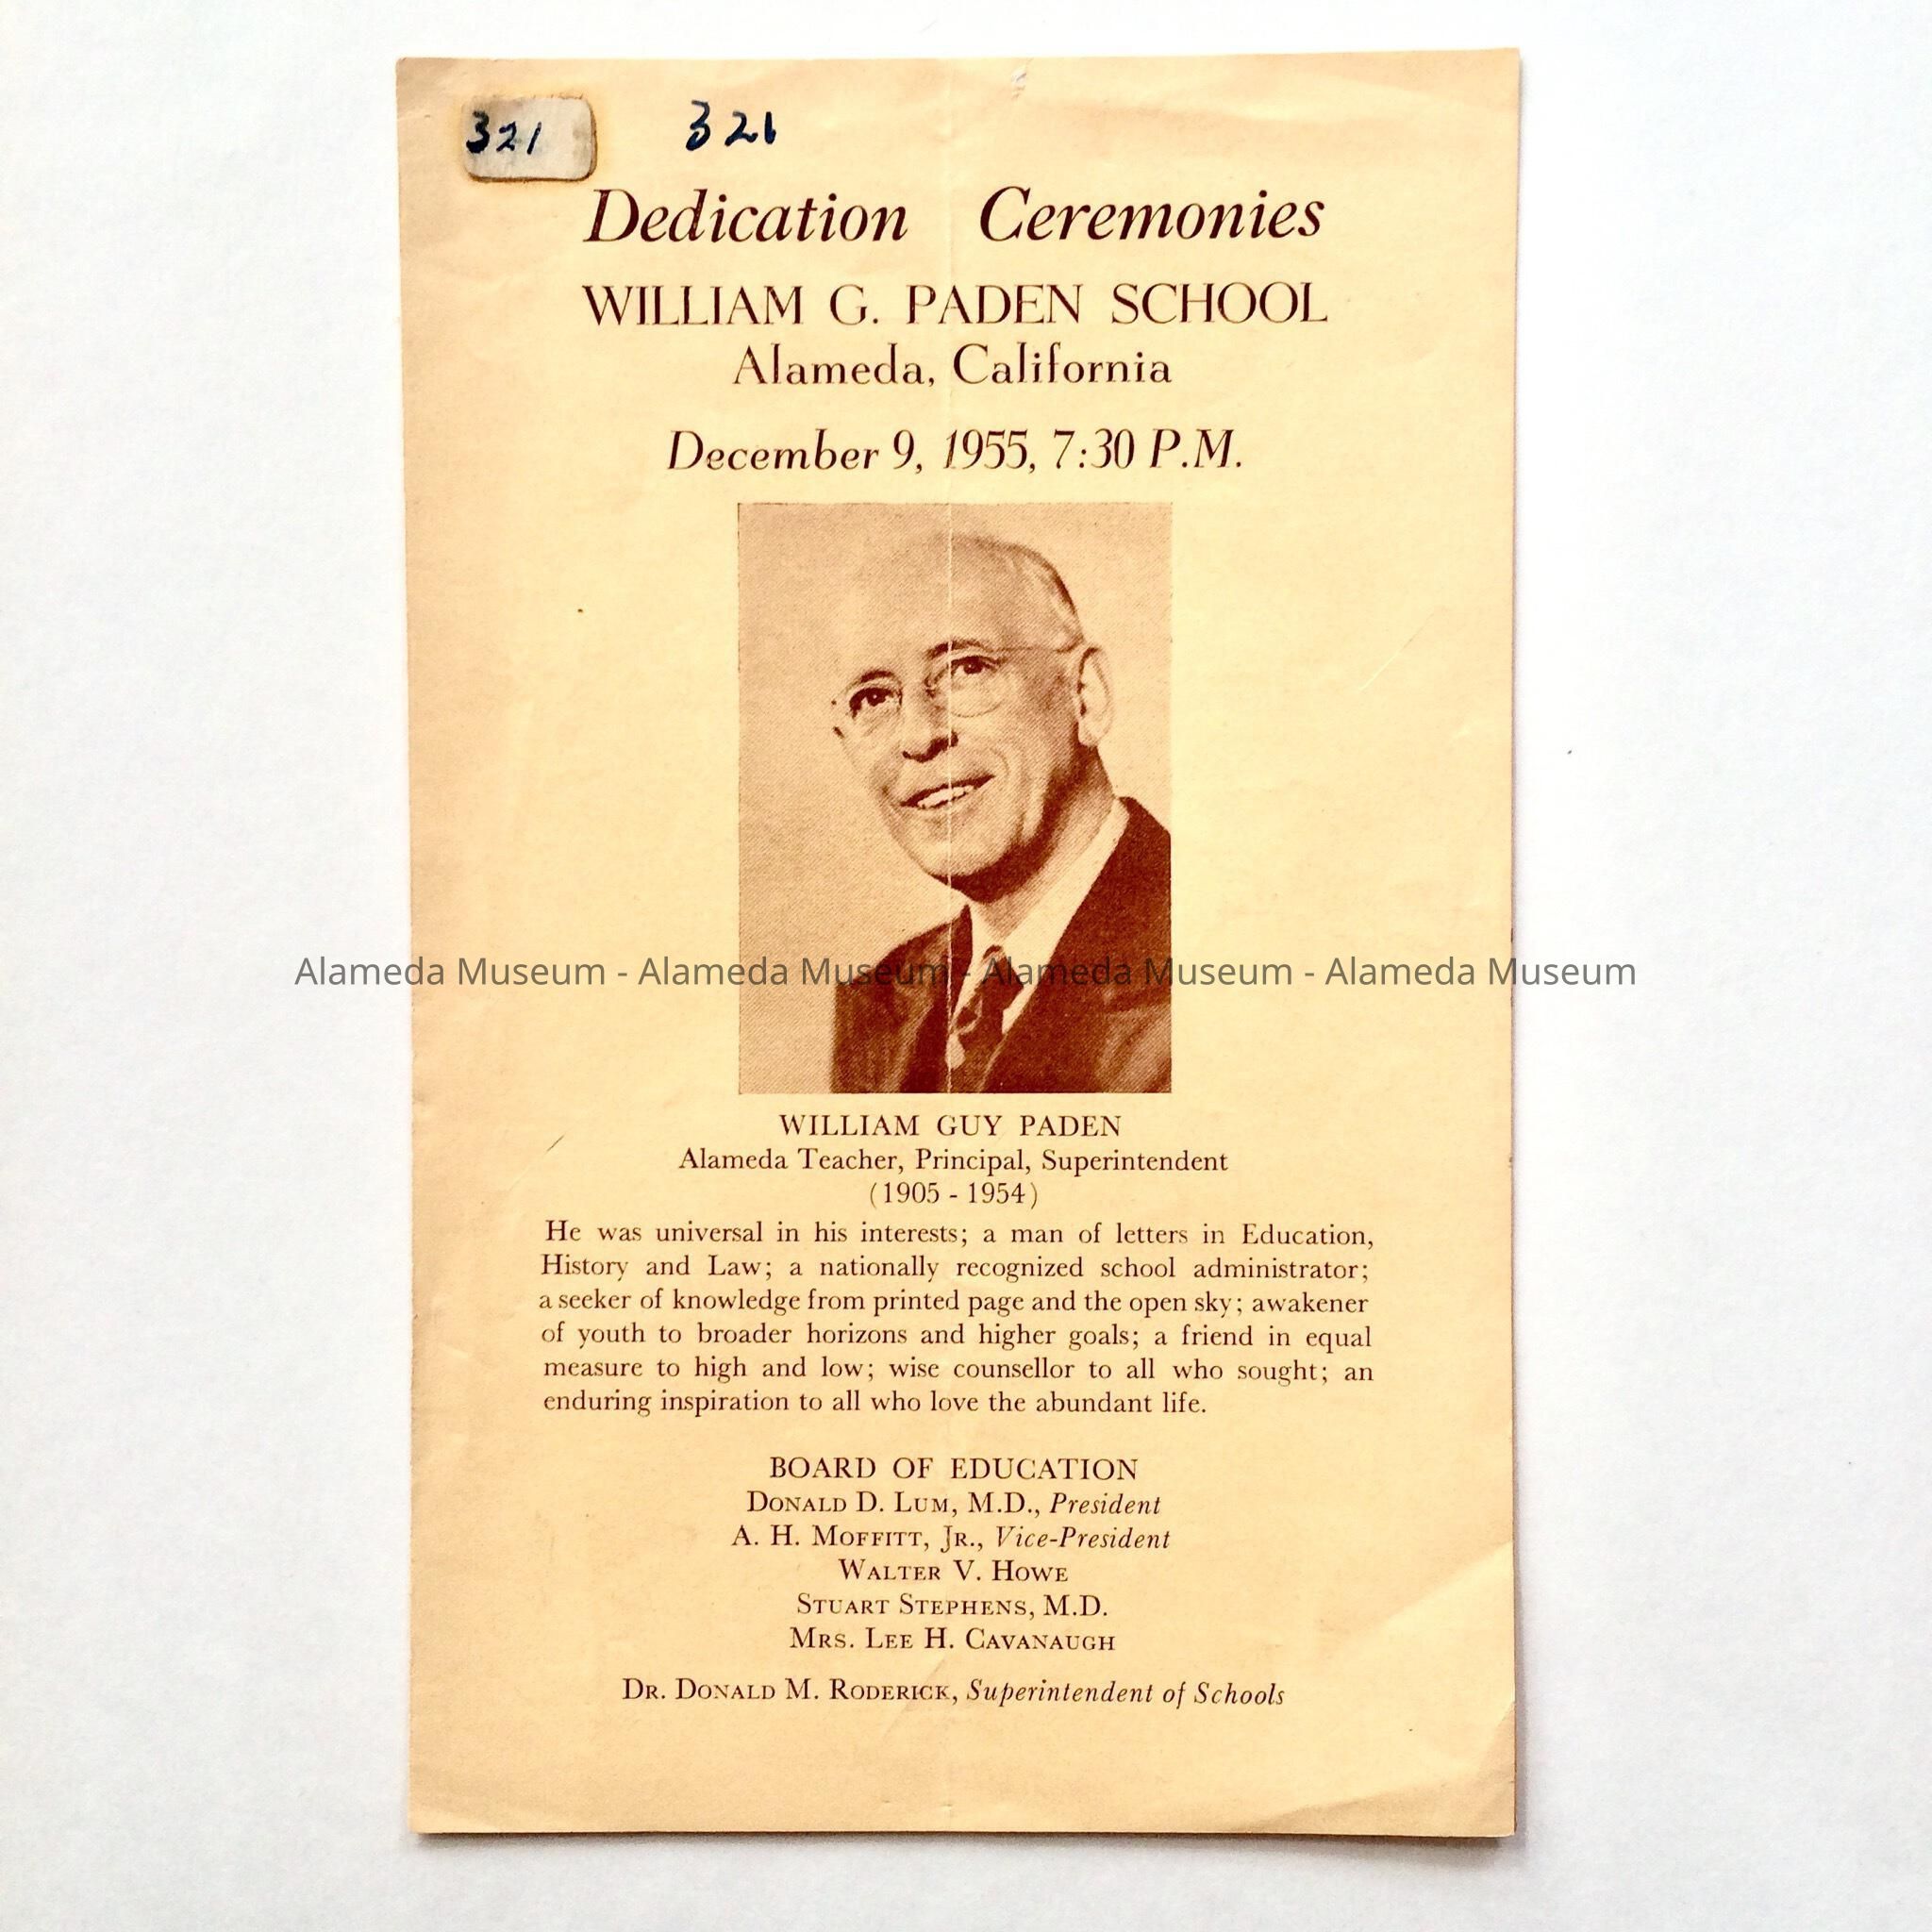 321 321
Dedication Ceremonies
WILLIAM G. PADEN SCHOOL
Alameda, California
December 9, 1955, 7:30 P.M.
Alameda Museum - Alameda Museum - Alameda Museum - Alameda Museum
WILLIAM GUY PADEN
Alameda Teacher, Principal, Superintendent
(1905 - 1954)
He was universal in his interests; a man of letters in Education,
History and Law; a nationally recognized school administrator;
a seeker of knowledge from printed page and the open sky; awakener
of youth to broader horizons and higher goals; a friend in equal
measure to high and low; wise counsellor to all who sought; an
enduring inspiration to all who love the abundant life.
BOARD OF EDUCATION
DONALD D. LUM, M.D., President
A. H. MOFFITT, JR., Vice-President
WALTER V. HOWE
STUART STEPHENS, M.D.
MRS. LEE H. CAVANAUGH
DR. DONALD M. RODERICK, Superintendent of Schools